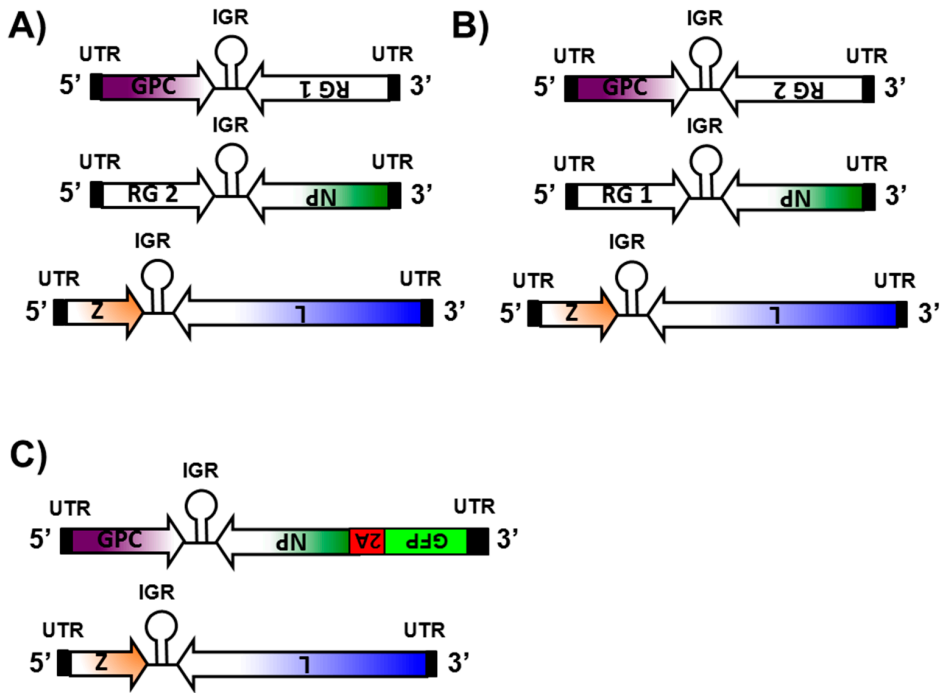 A)
IGR
UTR UTR
5’ GPC RG 1 3’
IGR
UTR UTR
5’ RG 2 NP 3’
IGR
UTR UTR
5’ Z L 3’
B)
IGR
UTR UTR
5’ GPC RG 2 3’
IGR
UTR UTR
5’ RG 1 NP 3’
IGR
UTR UTR
5’ Z L 3’
C)
IGR
UTR UTR
5’ GPC NP 2A GFP 3’
IGR
UTR UTR
5’ Z L 3’